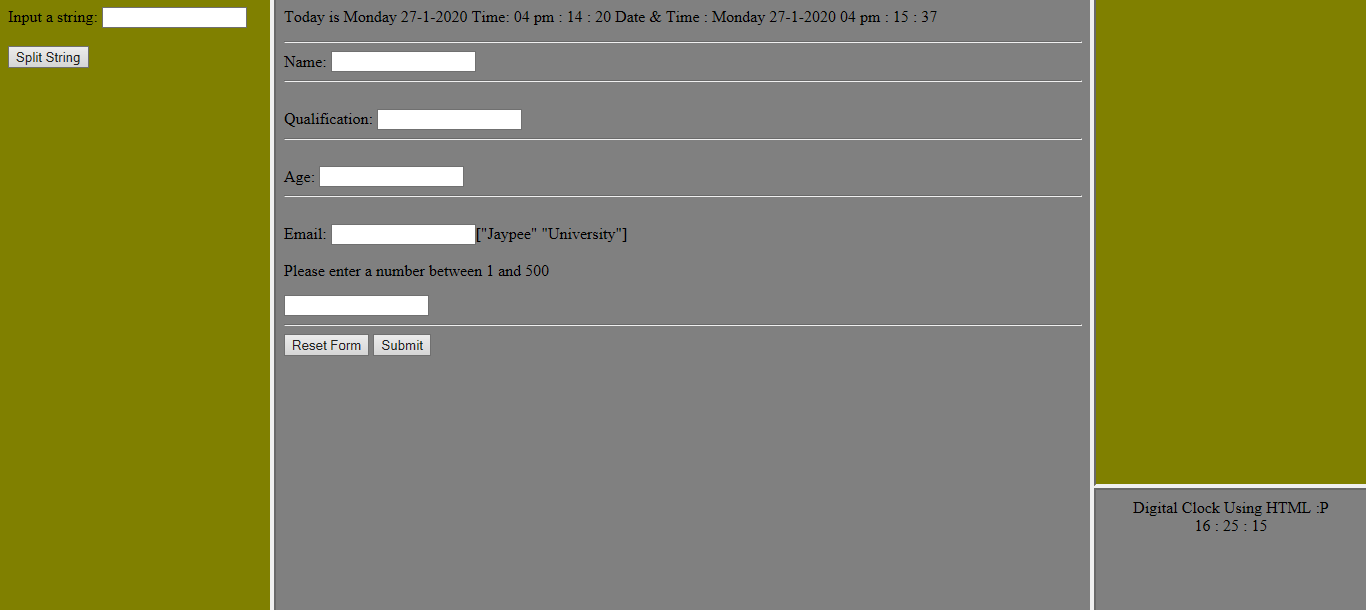 Input a string:
Split String
Today is Monday 27-1-2020 Time: 04 pm : 14 : 20 Date & Time : Monday 27-1-2020 04 pm : 15 : 37
Name:
Qualification:
Age:
Email: ["Jaypee" "University"]
Please enter a number between 1 and 500
Reset Form Submit
Digital Clock Using HTML :P
16 : 25 : 15